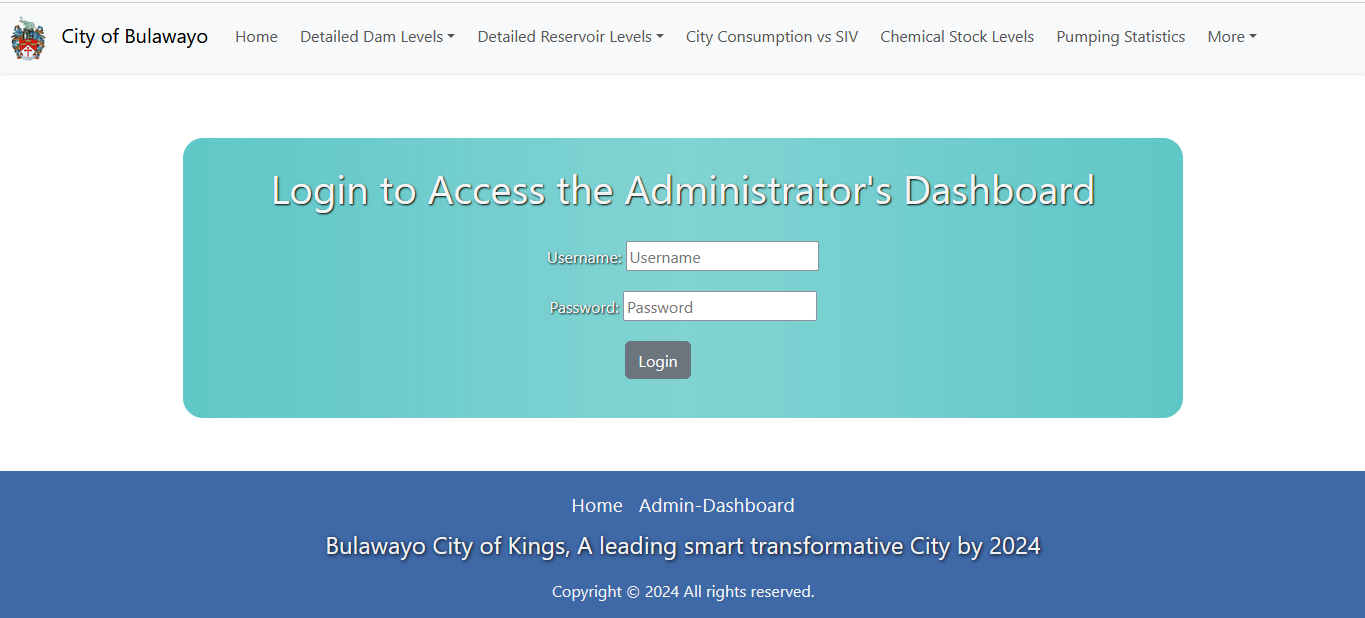 City of Bulawayo Home Detailed Dam Levels Detailed Reservoir Levels City Consumption vs SIV Chemical Stock Levels Pumping Statistics More
Login to Access the Administrator's Dashboard
Username: Username
Password: Password
Login
Home Admin-Dashboard
Bulawayo City of Kings, A leading smart transformative City by 2024
Copyright © 2024 All rights reserved.